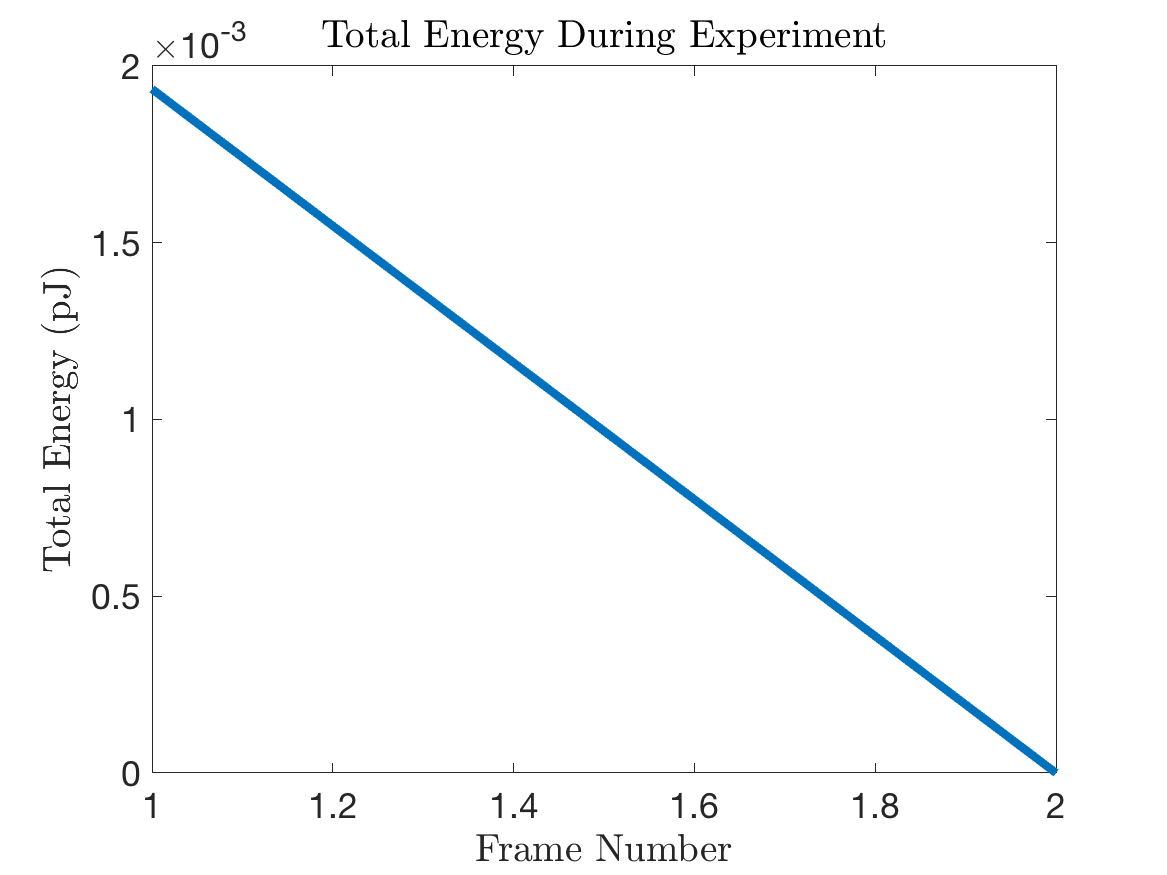 Total Energy During Experiment
×10-3
2
1.5
1
0.5
0
Total Energy (pJ)
1 1.2 1.4 1.6 1.8 2
Frame Number